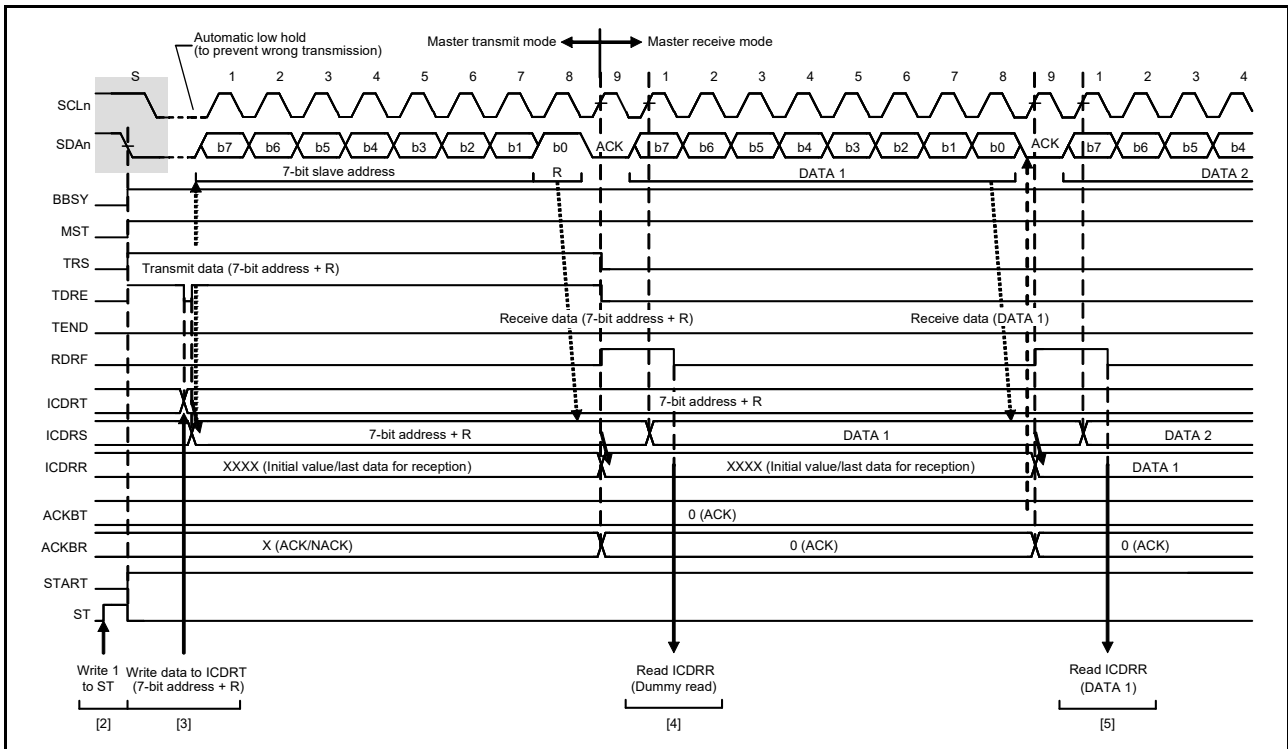 Automatic low hold
(to prevent wrong transmission)
Master transmit mode
Master receive mode
S 1 2 3 4 5 6 7 8 9 1 2 3 4 5 6 7 8 9 1 2 3 4
SCLn
SDAn b7 b6 b5 b4 b3 b2 b1 b0 ACK b7 b6 b5 b4 b3 b2 b1 b0 ACK b7 b6 b5 b4
7-bit slave address R DATA 1 DATA 2
BBSY
MST
TRS
Transmit data (7-bit address + R)
TDRE
TEND
Receive data (7-bit address + R) Receive data (DATA 1)
RDRF
ICDRT 7-bit address + R
ICDRS 7-bit address + R DATA 1 DATA 2
ICDRR XXXX (Initial value/last data for reception) XXXX (Initial value/last data for reception) DATA 1
ACKBT 0 (ACK)
ACKBR X (ACK/NACK) 0 (ACK) 0 (ACK)
START
ST
Write 1
to ST
Write data to ICDRT
(7-bit address + R)
Read ICDRR
(Dummy read)
Read ICDRR
(DATA 1)
[2] [3] [4] [5]